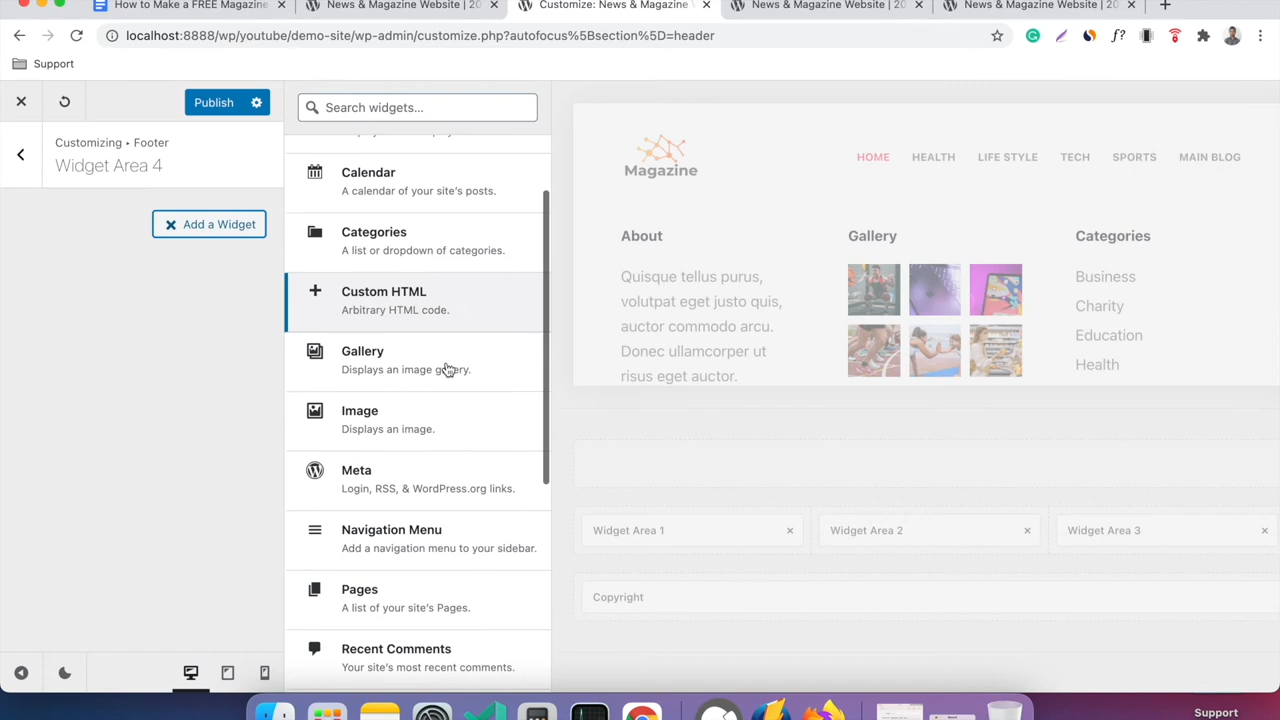 How to Make a FREE Magazine
News & Magazine Website | 20
Customize: News & Magazine
News & Magazine Website | 20
News & Magazine Website | 20
localhost:8888/wp/youtube/demo-site/wp-admin/customize.php?autofocus%5Bsection%5D=header
Support
Publish
Customizing ▸ Footer
Widget Area 4
Add a Widget
Search widgets...
Calendar
A calendar of your site's posts.
Categories
A list or dropdown of categories.
Custom HTML
Arbitrary HTML code.
Gallery
Displays an image gallery.
Image
Displays an image.
Meta
Login, RSS, & WordPress.org links.
Navigation Menu
Add a navigation menu to your sidebar.
Pages
A list of your site's Pages.
Recent Comments
Your site's most recent comments.
Magazine
HOME HEALTH LIFE STYLE TECH SPORTS MAIN BLOG
About
Quisque tellus purus,
volutpat eget justo quis,
auctor commodo arcu.
Donec ullamcorper ut
risus eget auctor.
Gallery
Categories
Business
Charity
Education
Health
Widget Area 1
Widget Area 2
Widget Area 3
Copyright
Support